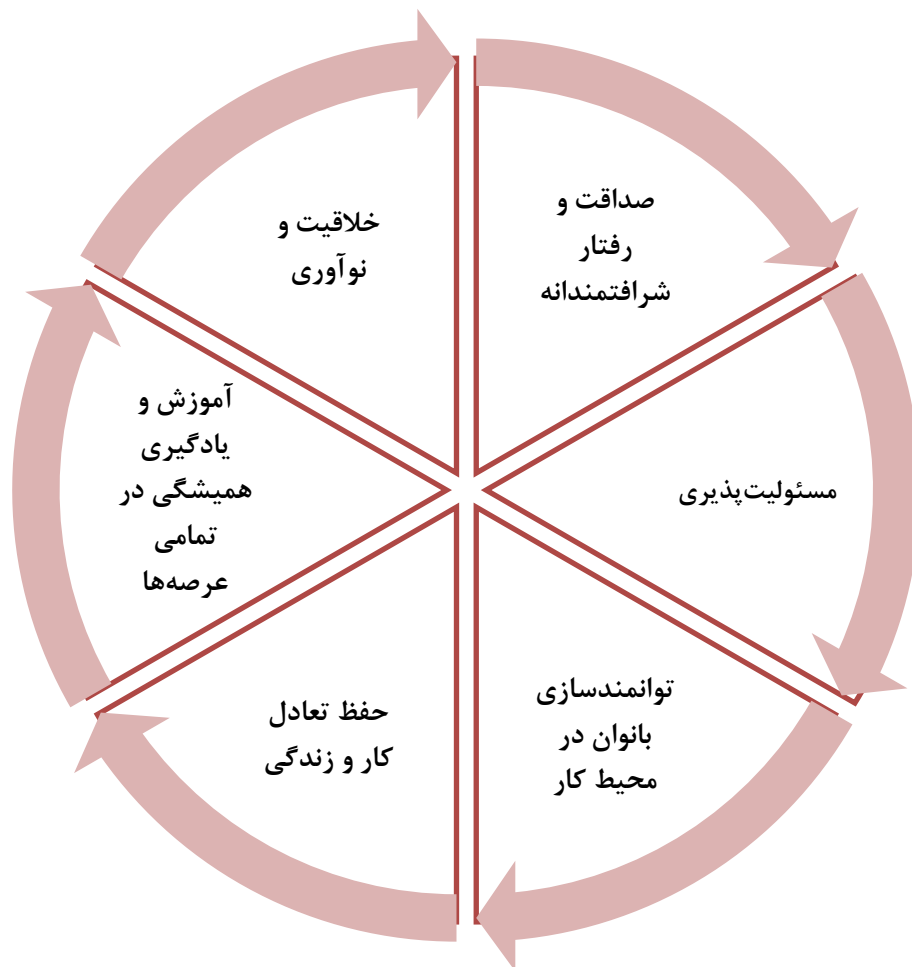 صداقت و
رفتار
شرافتمندانه
مسئولیت‌پذیری
توانمندسازی
بانوان در
محیط کار
حفظ تعادل
کار و زندگی
آموزش و
یادگیری
همیشگی در
تمامی
عرصه‌ها
خلاقیت و
نوآوری